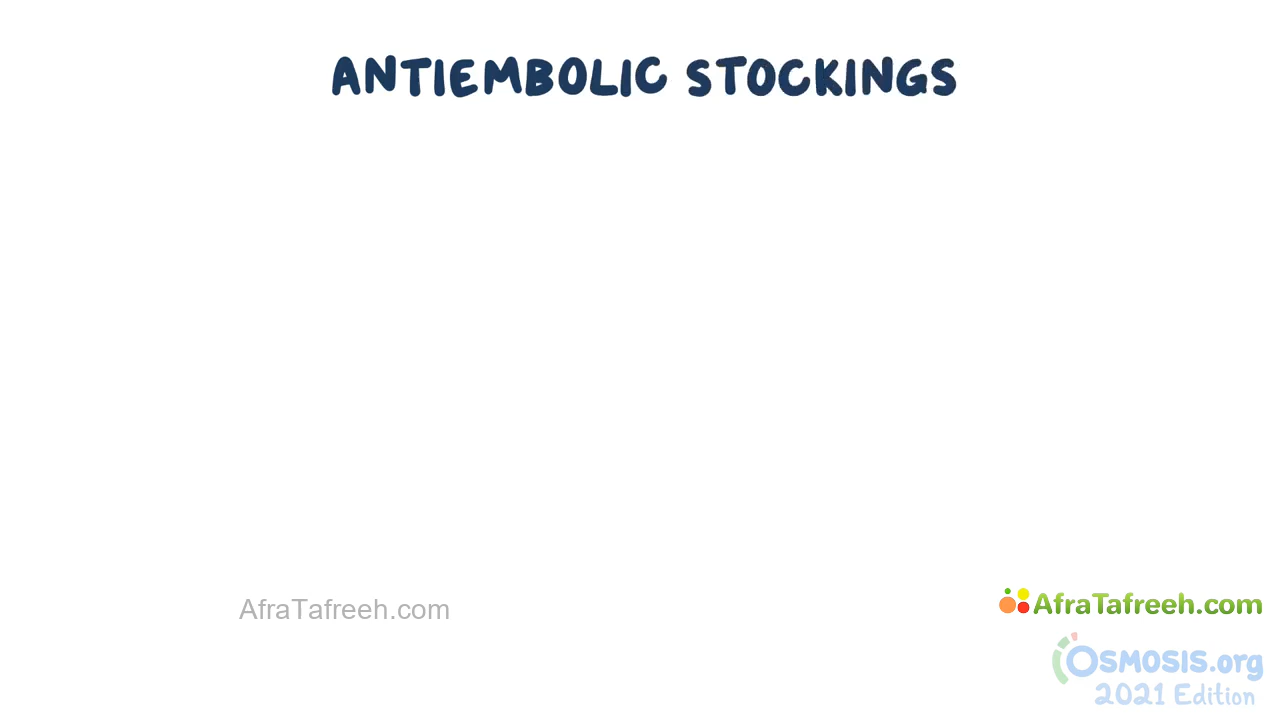 ANTIEMBOLIC STOCKINGS
AfraTafreeh.com
AfraTafreeh.com
OSMOSIS.org
2021 Edition